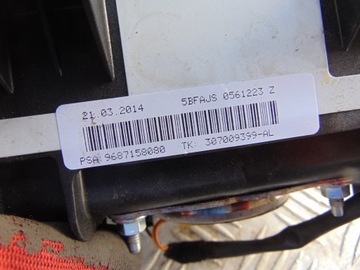 21.03.2014 5BFAJS 0561223 Z
PSA 9687158080 TK: 307009399-AL